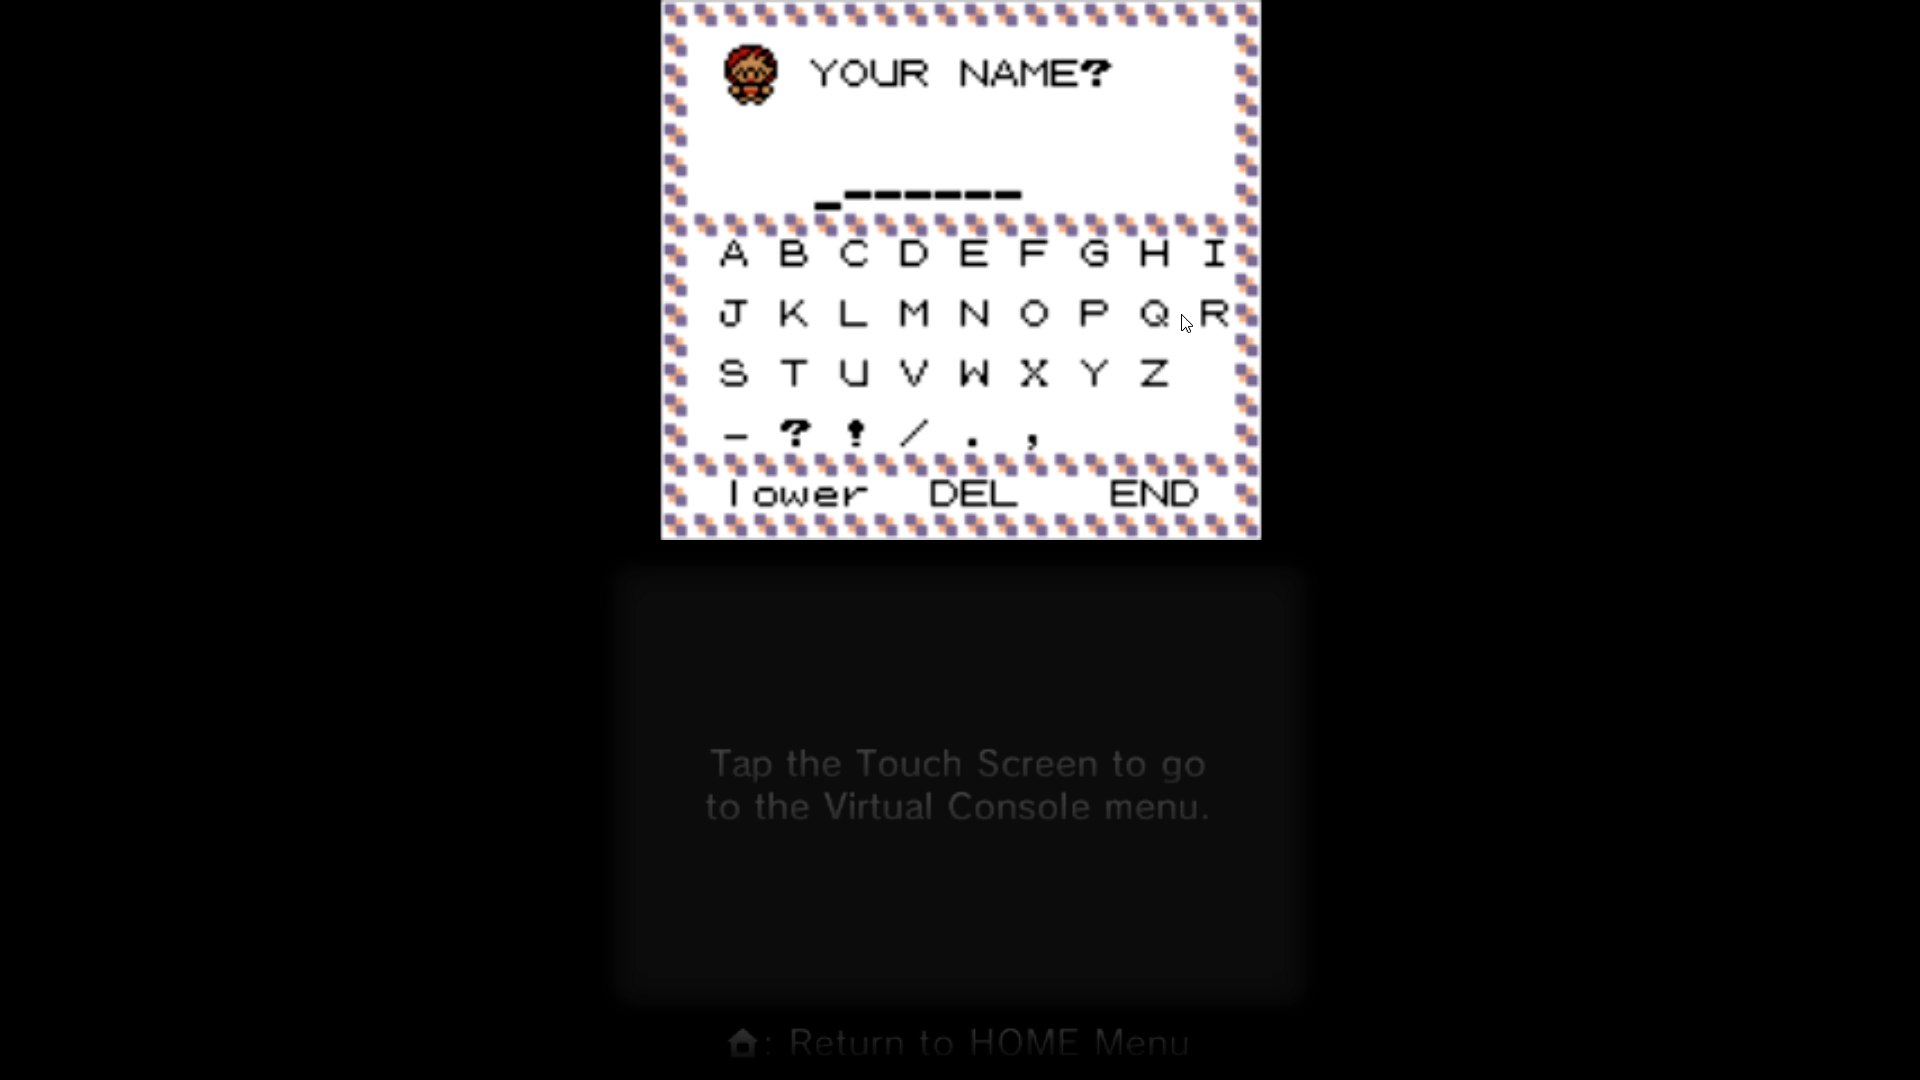 YOUR NAME?
A B C D E F G H I
J K L M N O P Q R
S T U V W X Y Z
- ? ! / . ,
lower DEL END
Tap the Touch Screen to go
to the Virtual Console menu.
: Return to HOME Menu